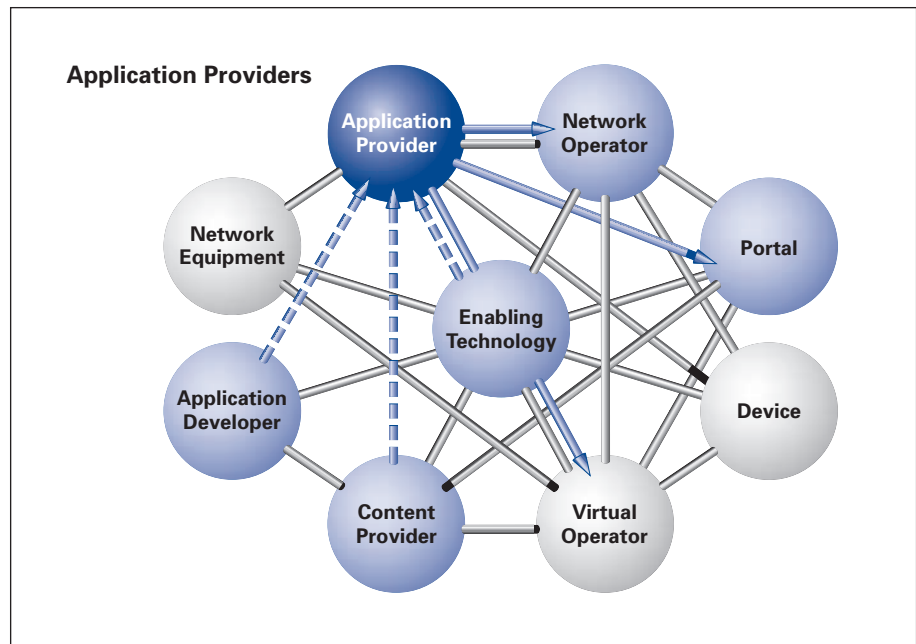 Application Providers
Application
Provider
Network
Operator
Network
Equipment
Portal
Enabling
Technology
Application
Developer
Device
Content
Provider
Virtual
Operator